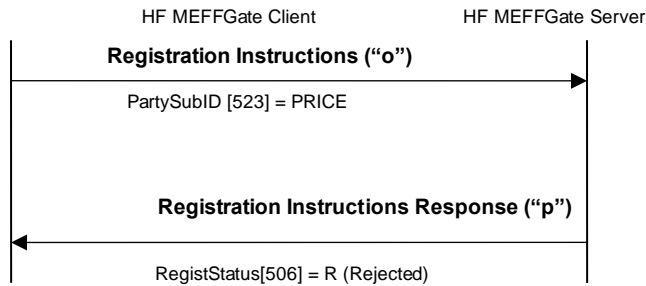 HF MEFFGate Client HF MEFFGate Server
Registration Instructions (“o”)
PartySubID [523] = PRICE
Registration Instructions Response (“p”)
RegistStatus[506] = R (Rejected)